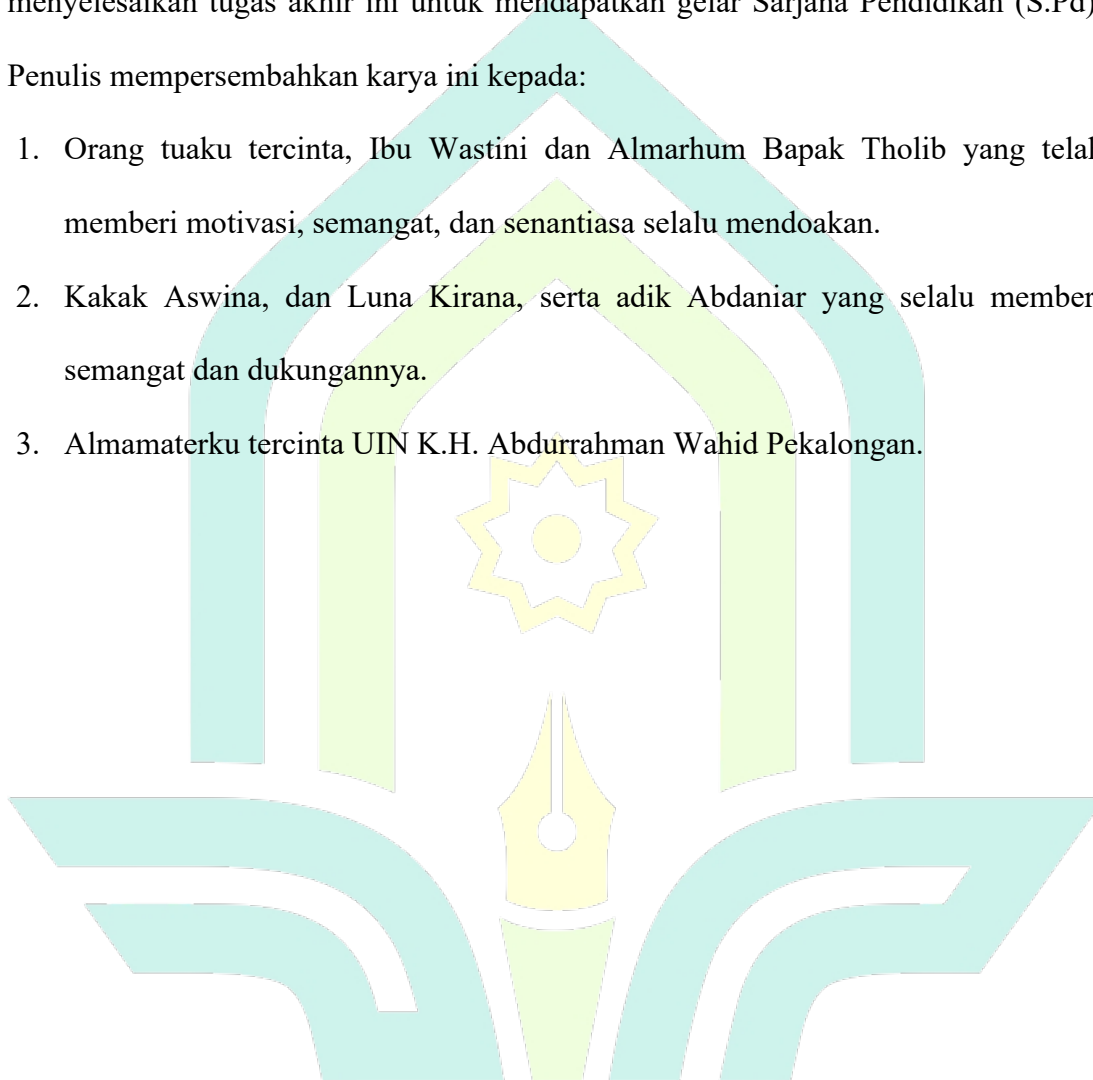 menyelesaikan tugas akhir ini untuk mendapatkan gelar Sarjana Pendidikan (S.Pd)
Penulis mempersembahkan karya ini kepada:
1. Orang tuaku tercinta, Ibu Wastini dan Almarhum Bapak Tholib yang telah
memberi motivasi, semangat, dan senantiasa selalu mendoakan.
2. Kakak Aswina, dan Luna Kirana, serta adik Abdaniar yang selalu member
semangat dan dukungannya.
3. Almamaterku tercinta UIN K.H. Abdurrahman Wahid Pekalongan.